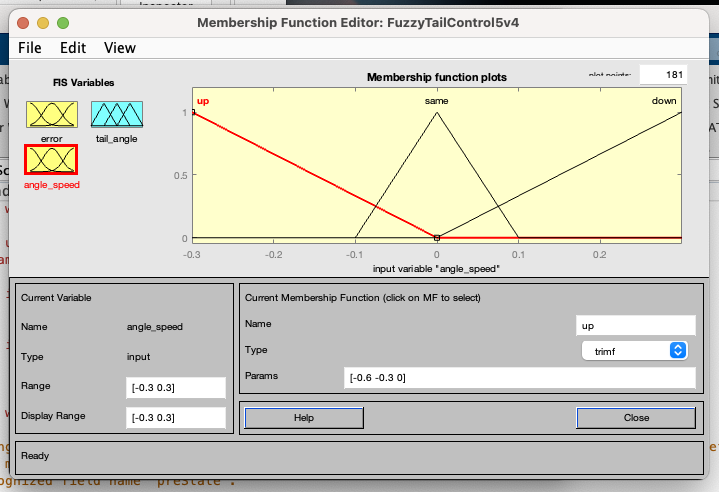 Membership Function Editor: FuzzyTailControl5v4
File Edit View
FIS Variables
error
tail_angle
angle_speed
Membership function plots
plot points:
181
up
same
down
1
0.5
0
-0.3
-0.2
-0.1
0
0.1
0.2
input variable "angle_speed"
Current Variable
Name angle_speed
Type input
Range [-0.3 0.3]
Display Range [-0.3 0.3]
Current Membership Function (click on MF to select)
Name up
Type trimf
Params [-0.6 -0.3 0]
Help
Close
Ready